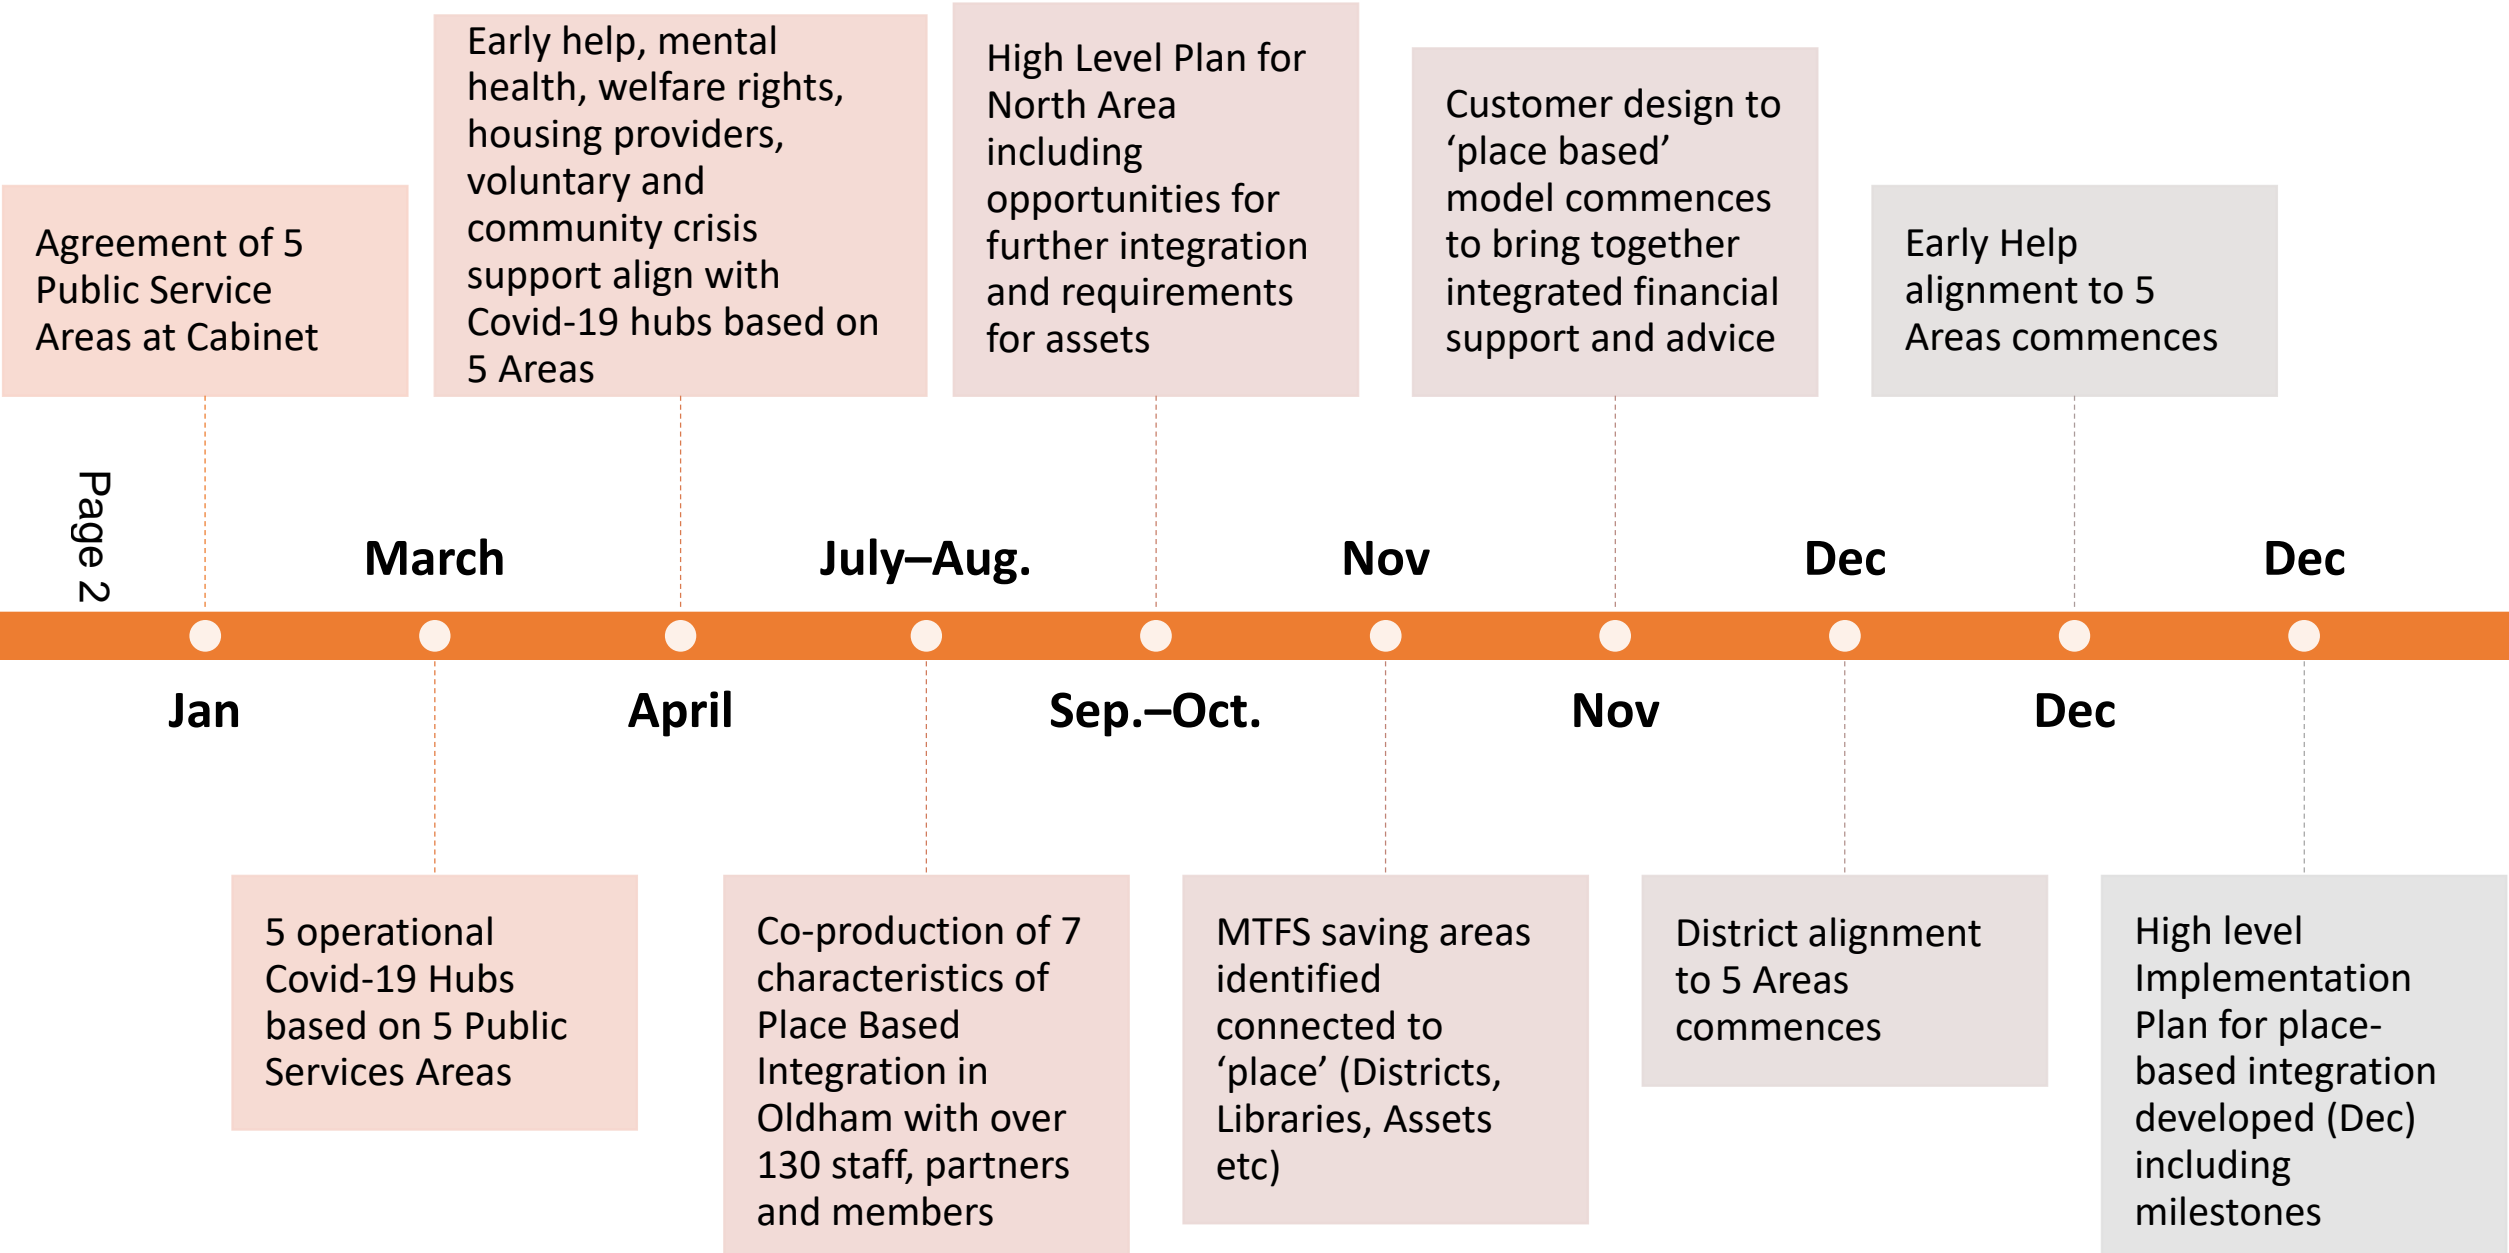 Agreement of 5
Public Service
Areas at Cabinet
Early help, mental
health, welfare rights,
housing providers,
voluntary and
community crisis
support align with
Covid-19 hubs based on
5 Areas
High Level Plan for
North Area
including
opportunities for
further integration
and requirements
for assets
Customer design to
‘place based’
model commences
to bring together
integrated financial
support and advice
Early Help
alignment to 5
Areas commences
Page 2
March
July–Aug.
Nov
Dec
Dec
Jan
April
Sep.–Oct.
Nov
Dec
5 operational
Covid-19 Hubs
based on 5 Public
Services Areas
Co-production of 7
characteristics of
Place Based
Integration in
Oldham with over
130 staff, partners
and members
MTFS saving areas
identified
connected to
‘place’ (Districts,
Libraries, Assets
etc)
District alignment
to 5 Areas
commences
High level
Implementation
Plan for place-
based integration
developed (Dec)
including
milestones